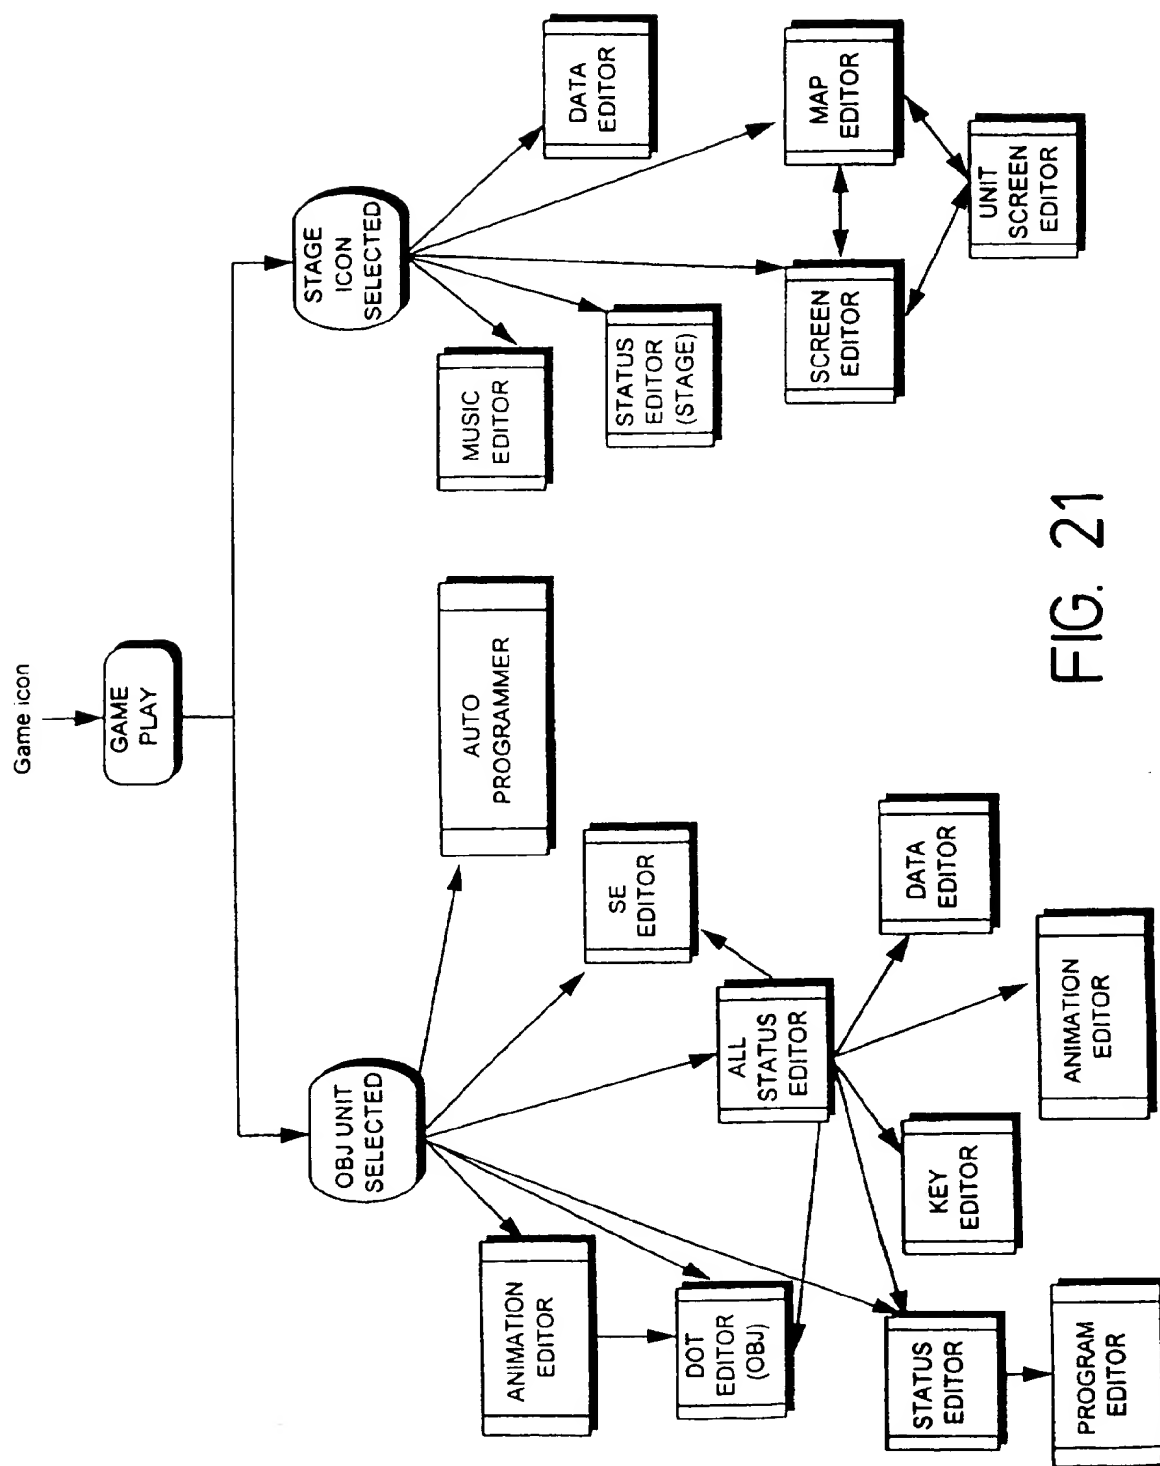 Game icon
GAME
PLAY
OBJ UNIT
SELECTED
STAGE
ICON
SELECTED
ANIMATION
EDITOR
AUTO
PROGRAMMER
MUSIC
EDITOR
DATA
EDITOR
SE
EDITOR
STATUS
EDITOR
(STAGE)
DOT
EDITOR
(OBJ)
ALL
STATUS
EDITOR
SCREEN
EDITOR
MAP
EDITOR
STATUS
EDITOR
KEY
EDITOR
DATA
EDITOR
UNIT
SCREEN
EDITOR
PROGRAM
EDITOR
ANIMATION
EDITOR
FIG. 21